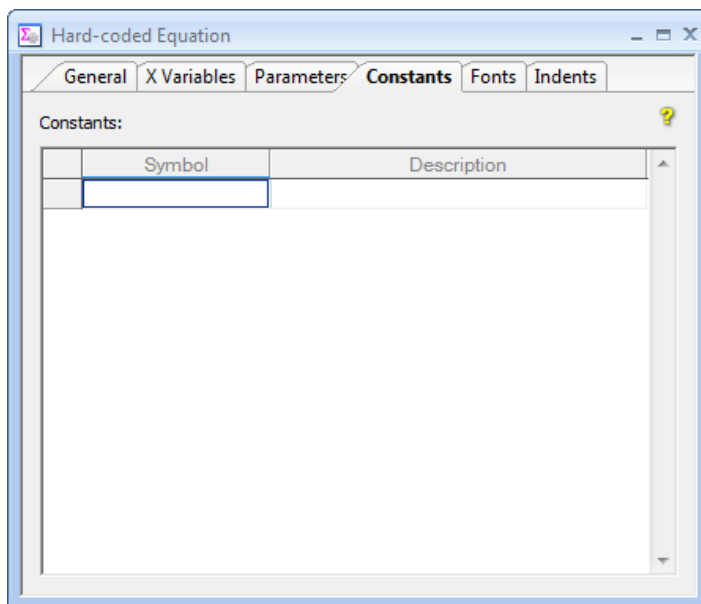 Hard-coded Equation
General X Variables Parameters Constants Fonts Indents
Constants:
Symbol Description